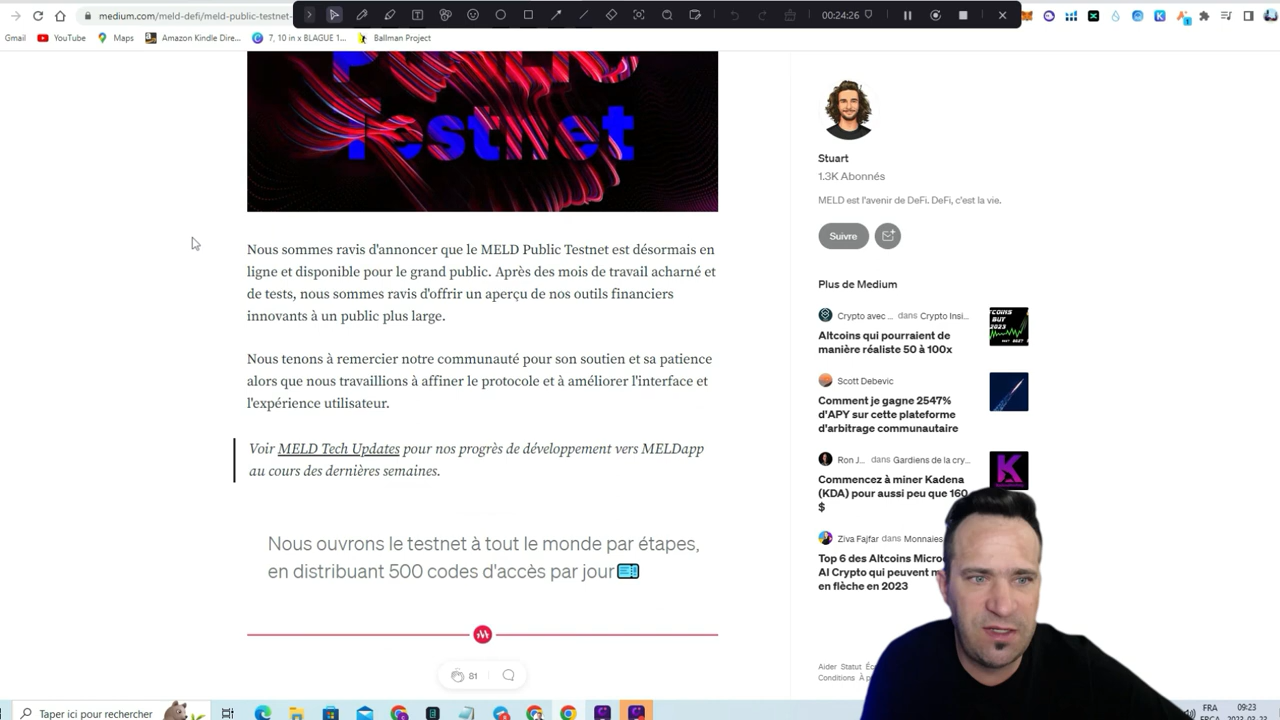 medium.com/meld-defi/meld-public-testnet-
00:24:26
Gmail
YouTube
Maps
Amazon Kindle Dire...
7, 10 in x BLAGUE 1...
Ballman Project
Public
Testnet
Stuart
1.3K Abonnés
MELD est l'avenir de DeFi. DeFi, c'est la vie.
Suivre
Nous sommes ravis d'annoncer que le MELD Public Testnet est désormais en
ligne et disponible pour le grand public. Après des mois de travail acharné et
de tests, nous sommes ravis d'offrir un aperçu de nos outils financiers
innovants à un public plus large.
Nous tenons à remercier notre communauté pour son soutien et sa patience
alors que nous travaillions à affiner le protocole et à améliorer l'interface et
l'expérience utilisateur.
Voir MELD Tech Updates pour nos progrès de développement vers MELDapp
au cours des dernières semaines.
Nous ouvrons le testnet à tout le monde par étapes,
en distribuant 500 codes d'accès par jour
81
Plus de Medium
Crypto avec ... dans Crypto Insi...
Altcoins qui pourraient de
manière réaliste 50 à 100x
Scott Debevic
Comment je gagne 2547%
d'APY sur cette plateforme
d'arbitrage communautaire
Ron J... dans Gardiens de la cry...
Commencez à miner Kadena
(KDA) pour aussi peu que 160
$
Ziva Fajfar dans Monnaies
Top 6 des Altcoins Micro
AI Crypto qui peuvent m
en flèche en 2023
Aider Statut
Conditions
Taper ici pour rechercher
FRA
09:23